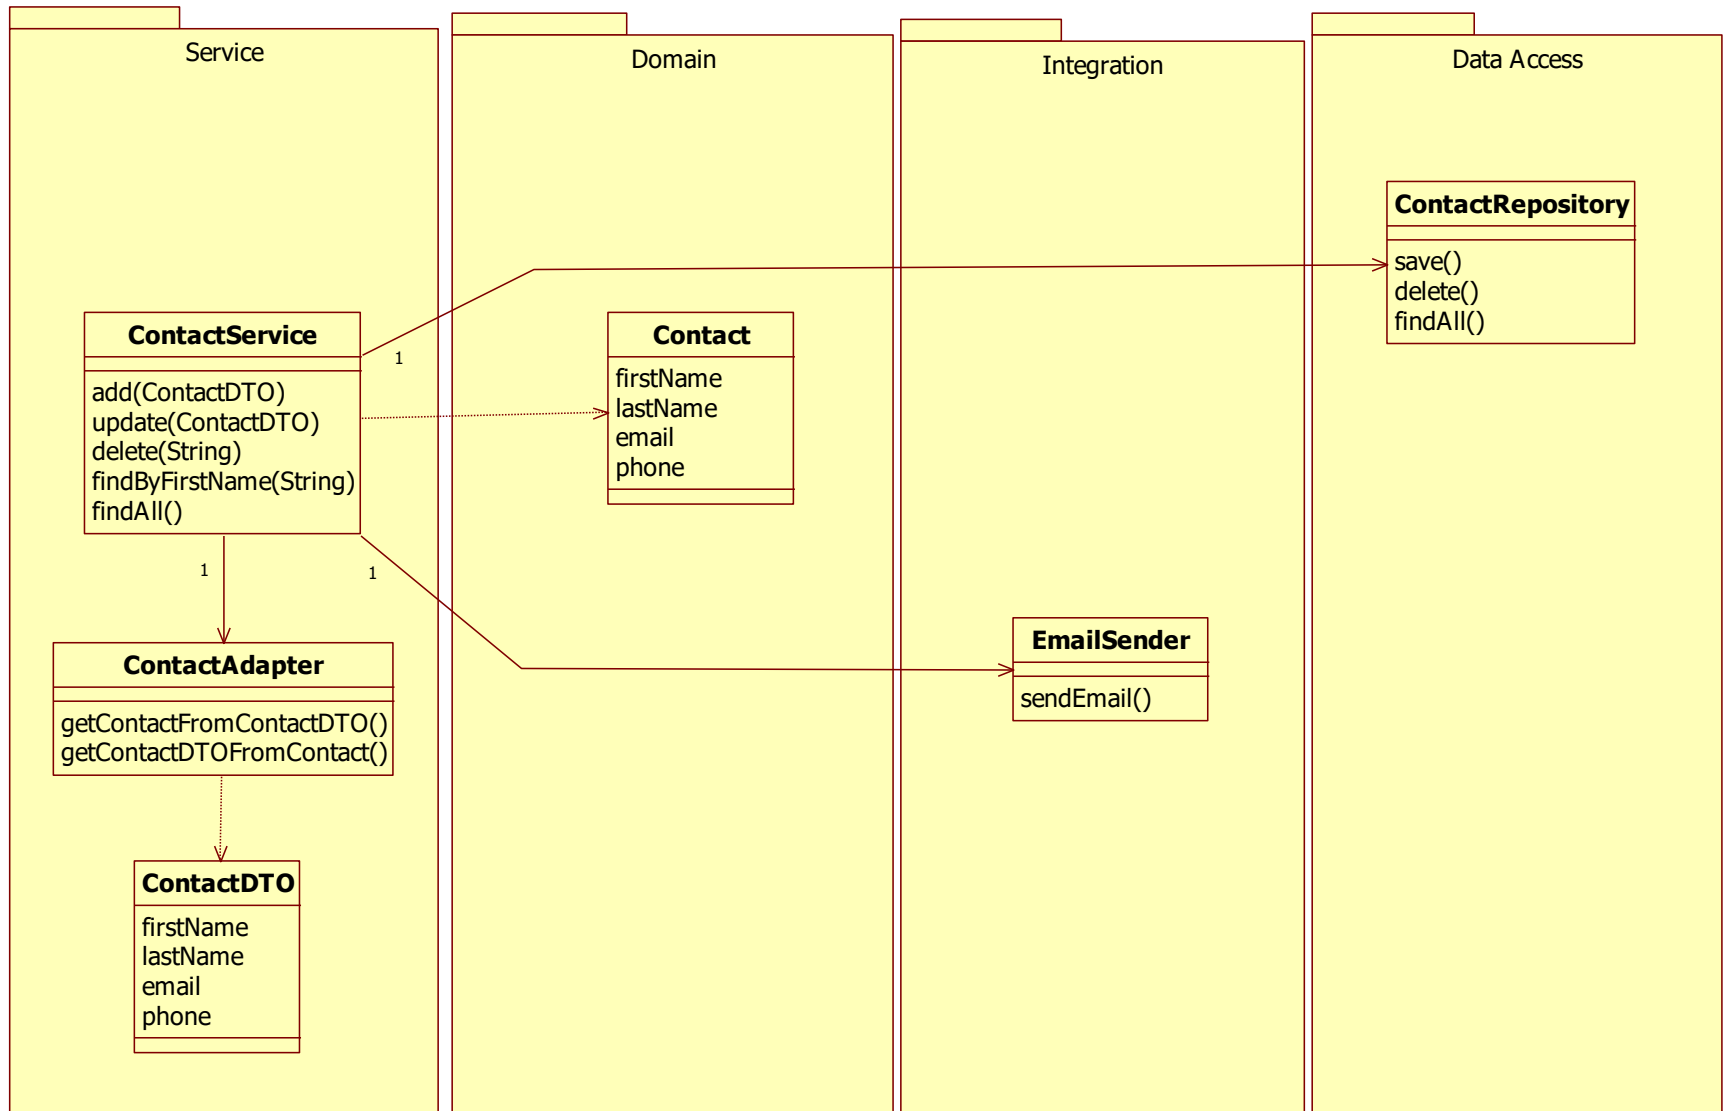 Service
Domain
Integration
Data Access
ContactRepository
save()
delete()
findAll()
ContactService
add(ContactDTO)
update(ContactDTO)
delete(String)
findByFirstName(String)
findAll()
1
Contact
firstName
lastName
email
phone
1
1
ContactAdapter
getContactFromContactDTO()
getContactDTOFromContact()
EmailSender
sendEmail()
ContactDTO
firstName
lastName
email
phone